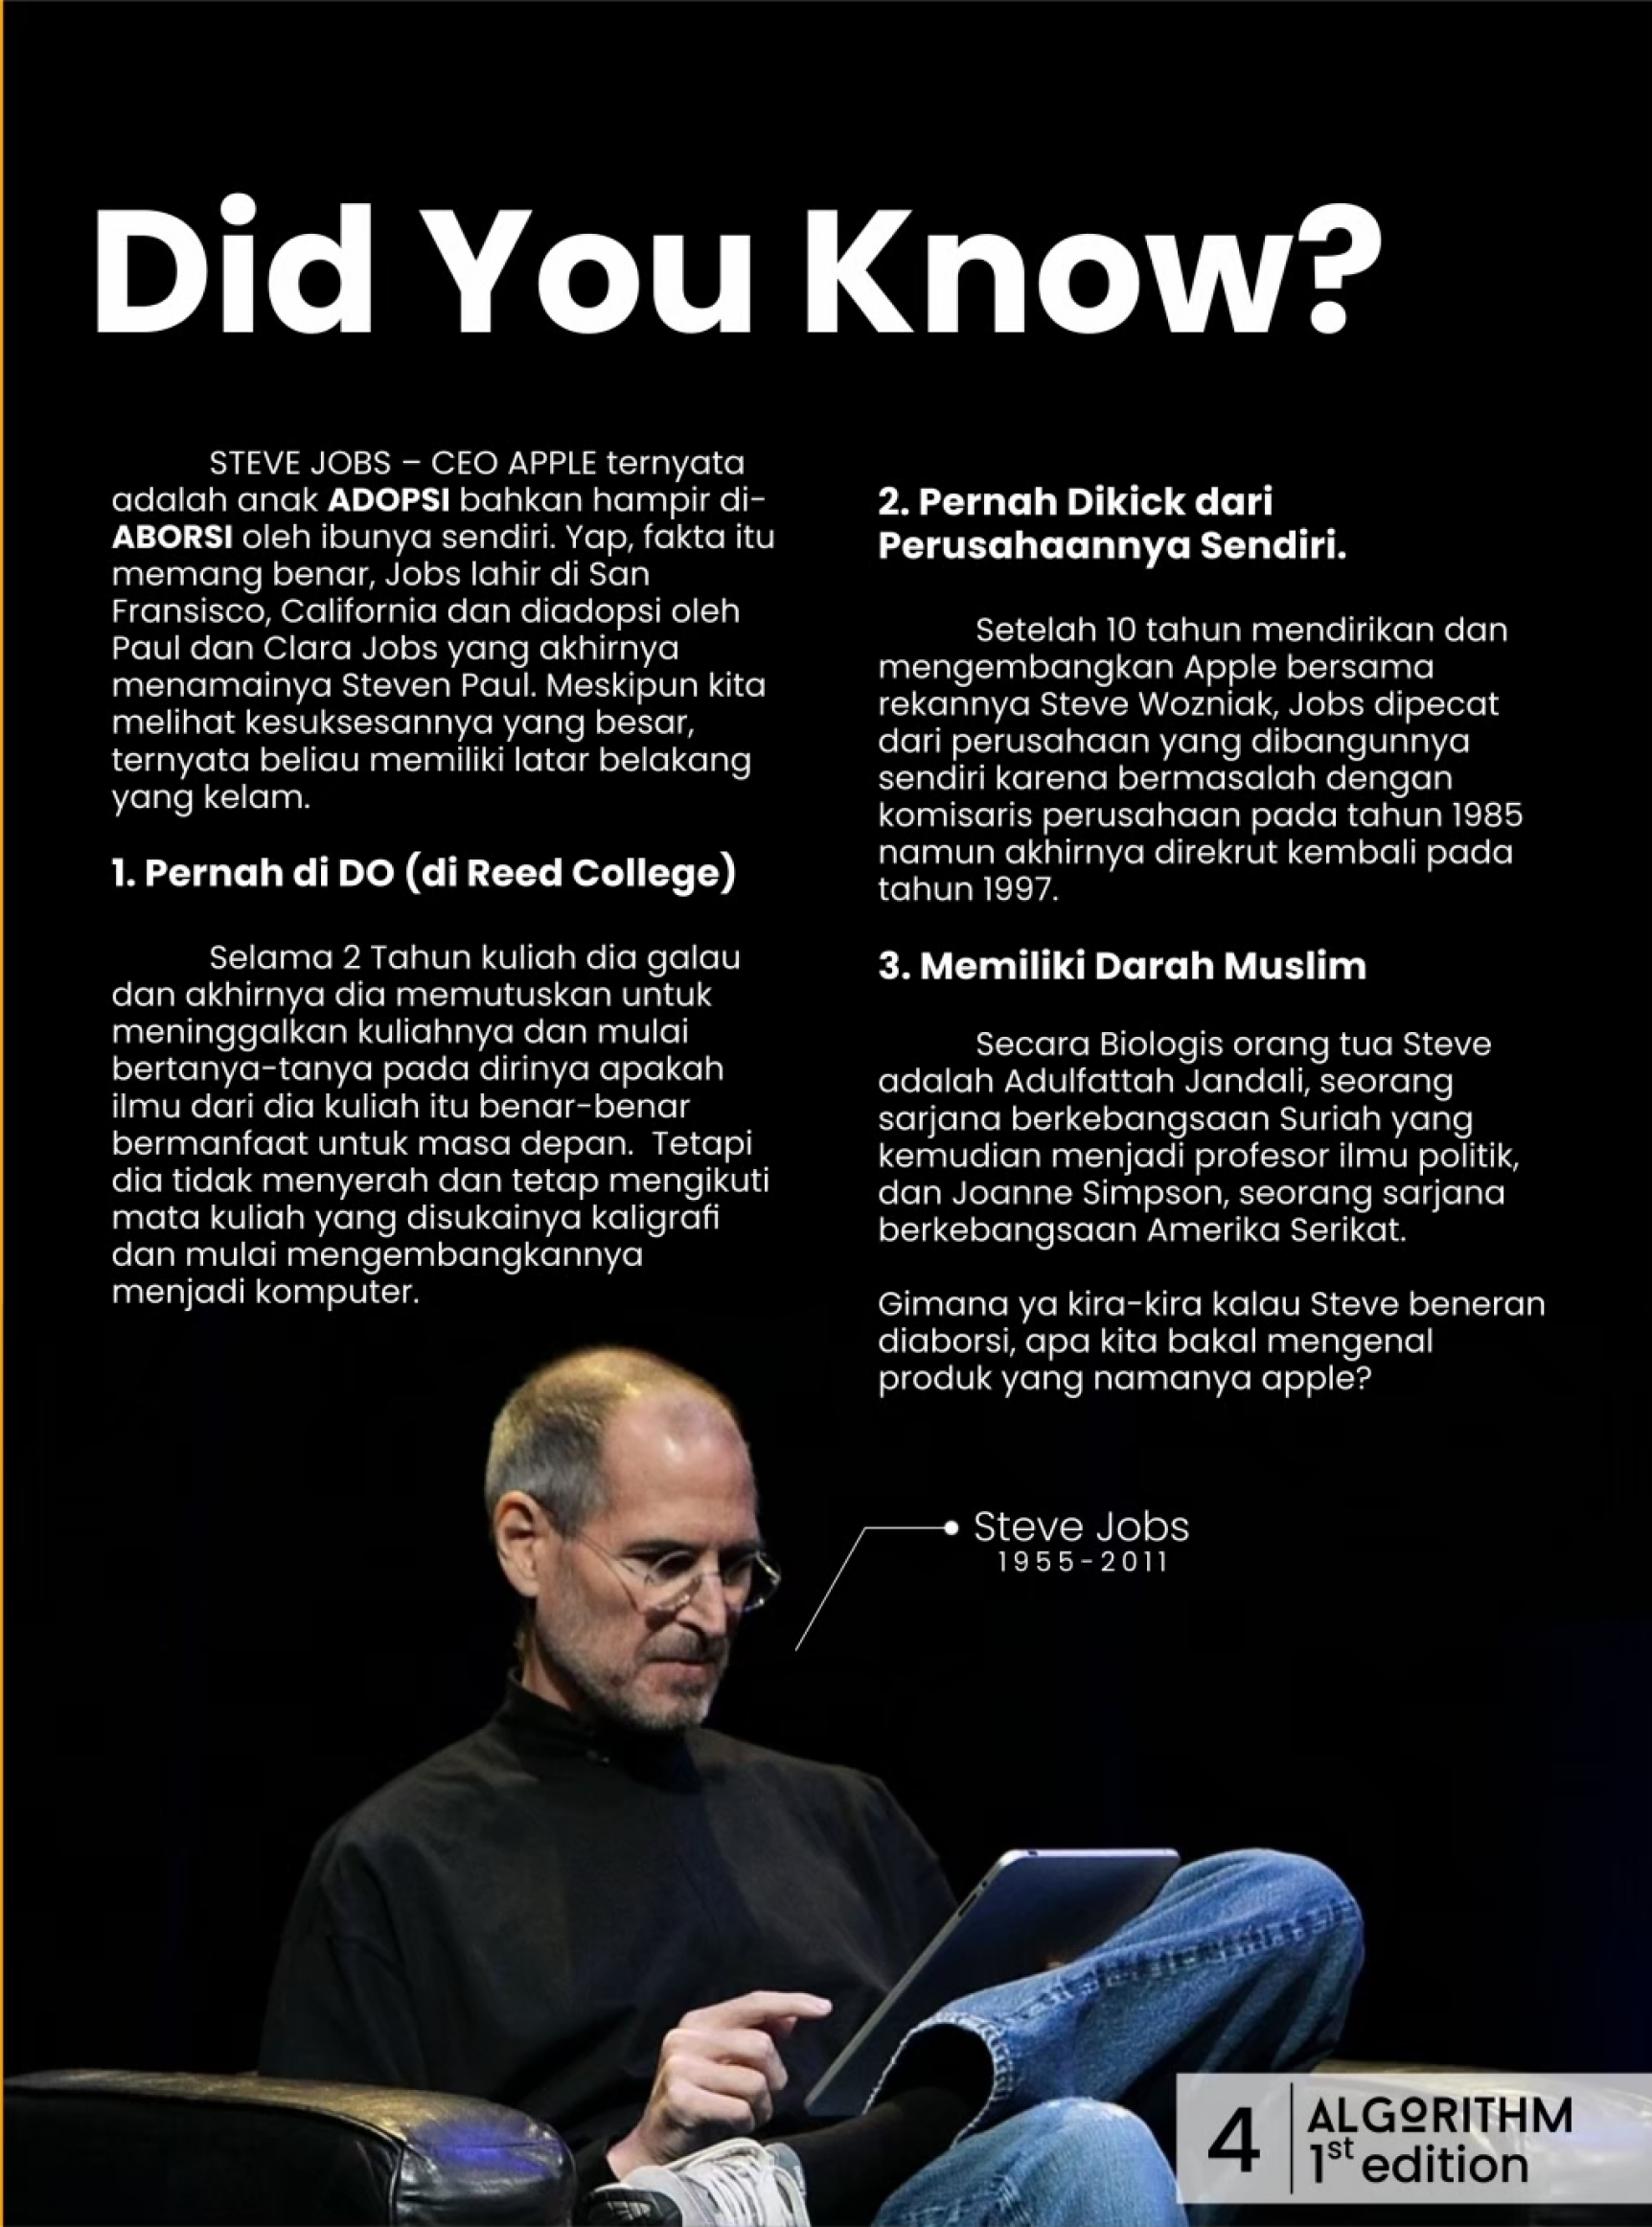 Did You Know?
STEVE JOBS – CEO APPLE ternyata
adalah anak ADOPSI bahkan hampir di-
ABORSI oleh ibunya sendiri. Yap, fakta itu
memang benar, Jobs lahir di San
Fransisco, California dan diadopsi oleh
Paul dan Clara Jobs yang akhirnya
menamainya Steven Paul. Meskipun kita
melihat kesuksesannya yang besar,
ternyata beliau memiliki latar belakang
yang kelam.
1. Pernah di DO (di Reed College)
Selama 2 Tahun kuliah dia galau
dan akhirnya dia memutuskan untuk
meninggalkan kuliahnya dan mulai
bertanya-tanya pada dirinya apakah
ilmu dari dia kuliah itu benar-benar
bermanfaat untuk masa depan.  Tetapi
dia tidak menyerah dan tetap mengikuti
mata kuliah yang disukainya kaligrafi
dan mulai mengembangkannya
menjadi komputer.
2. Pernah Dikick dari
Perusahaannya Sendiri.
Setelah 10 tahun mendirikan dan
mengembangkan Apple bersama
rekannya Steve Wozniak, Jobs dipecat
dari perusahaan yang dibangunnya
sendiri karena bermasalah dengan
komisaris perusahaan pada tahun 1985
namun akhirnya direkrut kembali pada
tahun 1997.
3. Memiliki Darah Muslim
Secara Biologis orang tua Steve
adalah Adulfattah Jandali, seorang
sarjana berkebangsaan Suriah yang
kemudian menjadi profesor ilmu politik,
dan Joanne Simpson, seorang sarjana
berkebangsaan Amerika Serikat.
Gimana ya kira-kira kalau Steve beneran
diaborsi, apa kita bakal mengenal
produk yang namanya apple?
Steve Jobs
1955-2011
4
ALGORITHM
1st edition